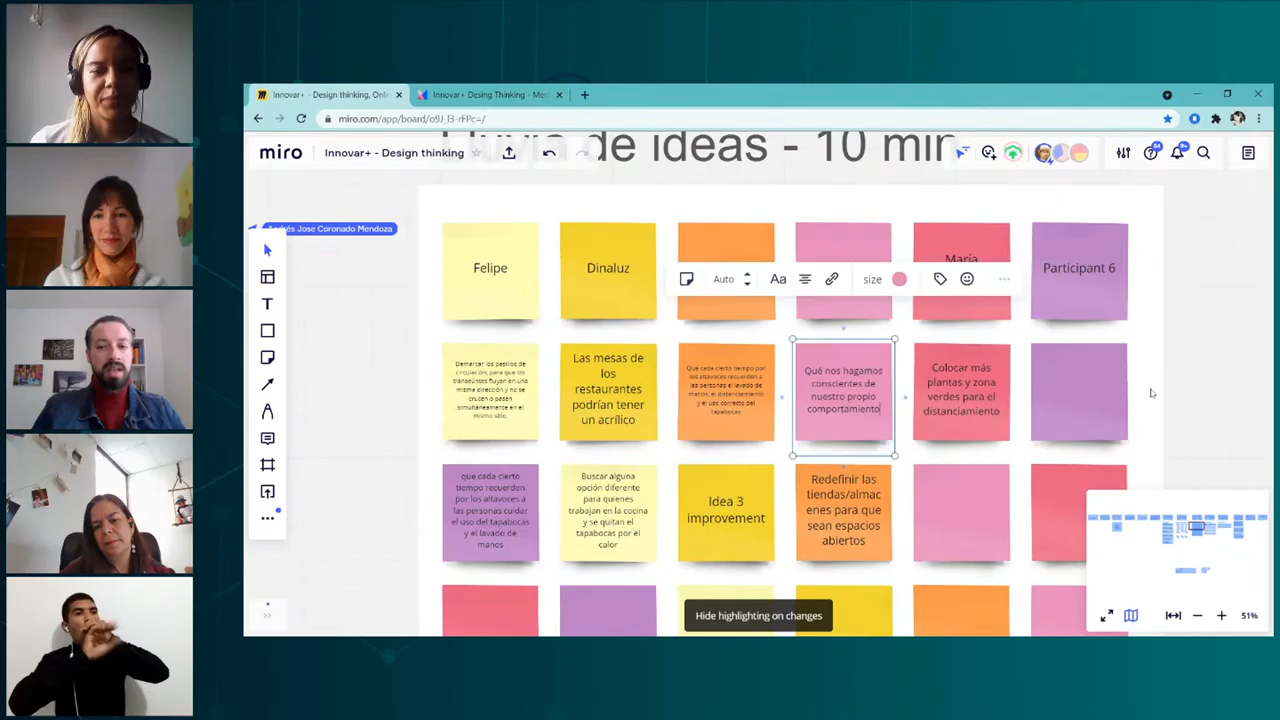 Innovar+ - Design thinking, Onli
Innovar+ Desing Thinking - Me
miro.com/app/board/o9J_l3-rFPc=/
de ideas - 10 min
miro
Innovar+ - Design thinking
Andrés Jose Coronado Mendoza
Felipe
Dinaluz
María
Participant 6
Auto
Aa
size
Demarcar los pasillos de
circulación, para que los
transeúntes fluyan en una
misma dirección y no se
crucen o pasen
simultáneamente en el
mismo sitio.
Las mesas de
los
restaurantes
podrían tener
un acrílico
Qué cada cierto tiempo por
los altavoces recuerden a
las personas el lavado de
manos, el distanciamiento
y el uso correcto del
tapabocas
Qué nos hagamos
conscientes de
nuestro propio
comportamiento
Colocar más
plantas y zona
verdes para el
distanciamiento
que cada cierto
tiempo recuerden
por los altavoces a
las personas cuidar
el uso del tapabocas
y el lavado de
manos
Buscar alguna
opción diferente
para quienes
trabajan en la cocina
y se quitan el
tapabocas por el
calor
Idea 3
improvement
Redefinir las
tiendas/almac
enes para que
sean espacios
abiertos
Hide highlighting on changes
51%